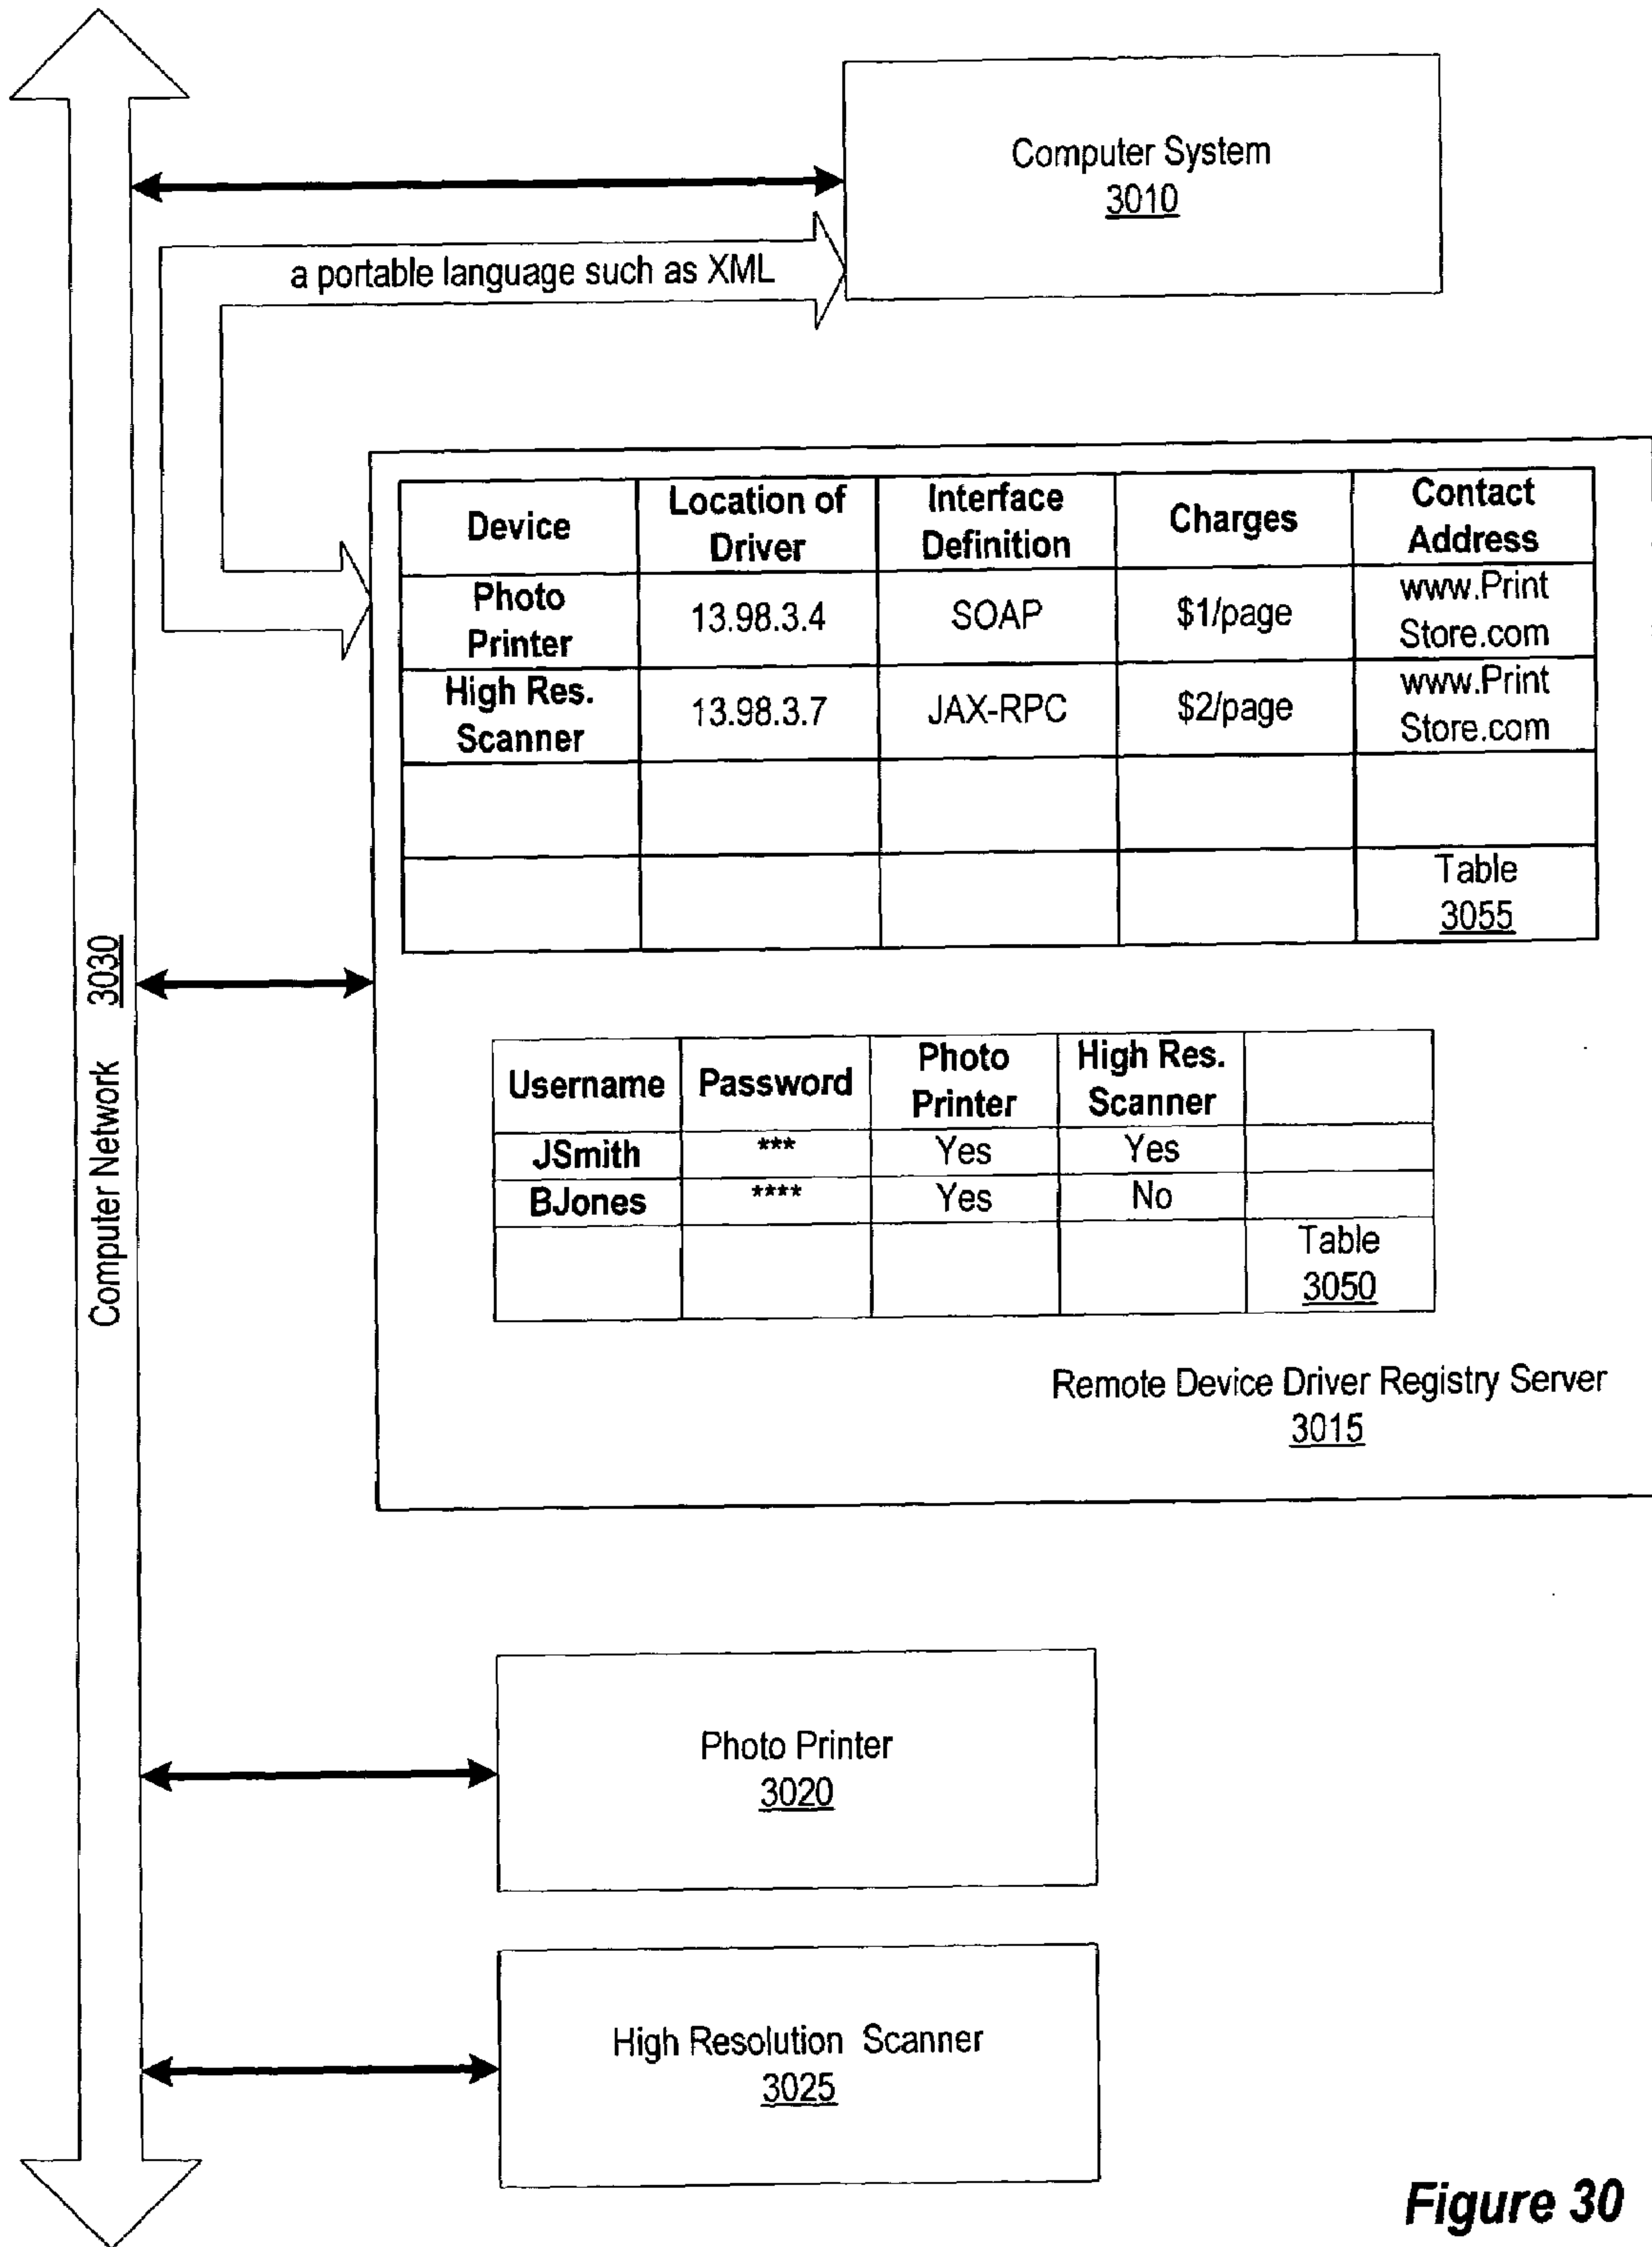 Computer System
3010
a portable language such as XML
Device
Location of
Driver
Interface
Definition
Charges
Contact
Address
Photo
Printer
13.98.3.4
SOAP
$1/page
www.Print
Store.com
High Res.
Scanner
13.98.3.7
JAX-RPC
$2/page
www.Print
Store.com
Table
3055
Computer Network 3030
Username
Password
Photo
Printer
High Res.
Scanner
JSmith
***
Yes
Yes
BJones
****
Yes
No
Table
3050
Remote Device Driver Registry Server
3015
Photo Printer
3020
High Resolution Scanner
3025
Figure 30